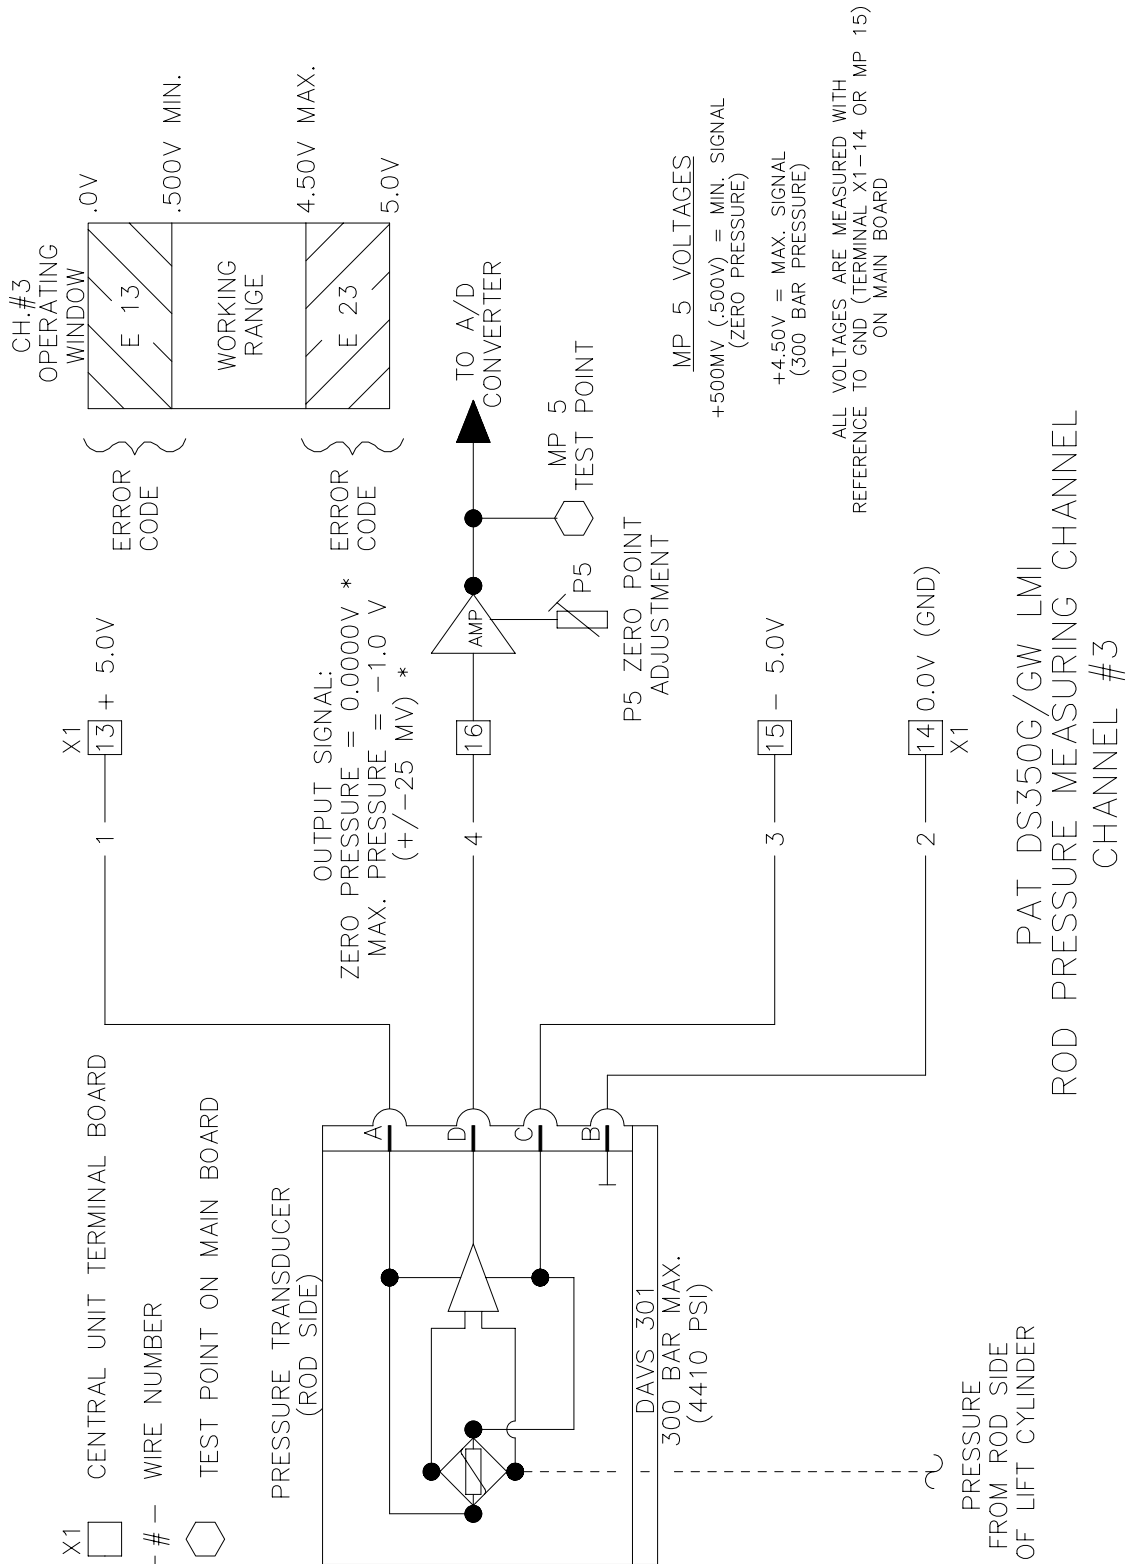 X1
CENTRAL UNIT TERMINAL BOARD
-#-
WIRE NUMBER
TEST POINT ON MAIN BOARD
PRESSURE TRANSDUCER
(ROD SIDE)
A
D
C
B
DAVS 301
300 BAR MAX.
(4410 PSI)
PRESSURE
FROM ROD SIDE
OF LIFT CYLINDER
1
4
3
2
X1
13
+ 5.0V
OUTPUT SIGNAL:
ZERO PRESSURE = 0.0000V *
MAX. PRESSURE = -1.0 V
(+/-25 MV) *
16
AMP
P5
P5 ZERO POINT
ADJUSTMENT
MP 5
TEST POINT
TO A/D
CONVERTER
15
- 5.0V
14
0.0V (GND)
X1
CH.#3
OPERATING
WINDOW
ERROR
CODE
E 13
WORKING
RANGE
ERROR
CODE
E 23
.0V
.500V MIN.
4.50V MAX.
5.0V
MP 5 VOLTAGES
+500MV (.500V) = MIN. SIGNAL
(ZERO PRESSURE)
+4.50V = MAX. SIGNAL
(300 BAR PRESSURE)
ALL VOLTAGES ARE MEASURED WITH
REFERENCE TO GND (TERMINAL X1-14 OR MP 15)
ON MAIN BOARD
PAT DS350G/GW LMI
ROD PRESSURE MEASURING CHANNEL
CHANNEL #3